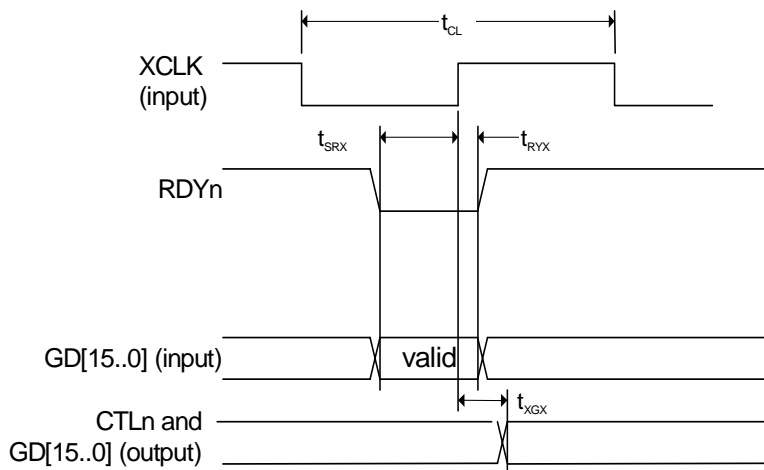 tCL
XCLK
(input)
tSRX
tRYX
RDYn
GD[15..0] (input)
valid
tXGX
CTLn and
GD[15..0] (output)